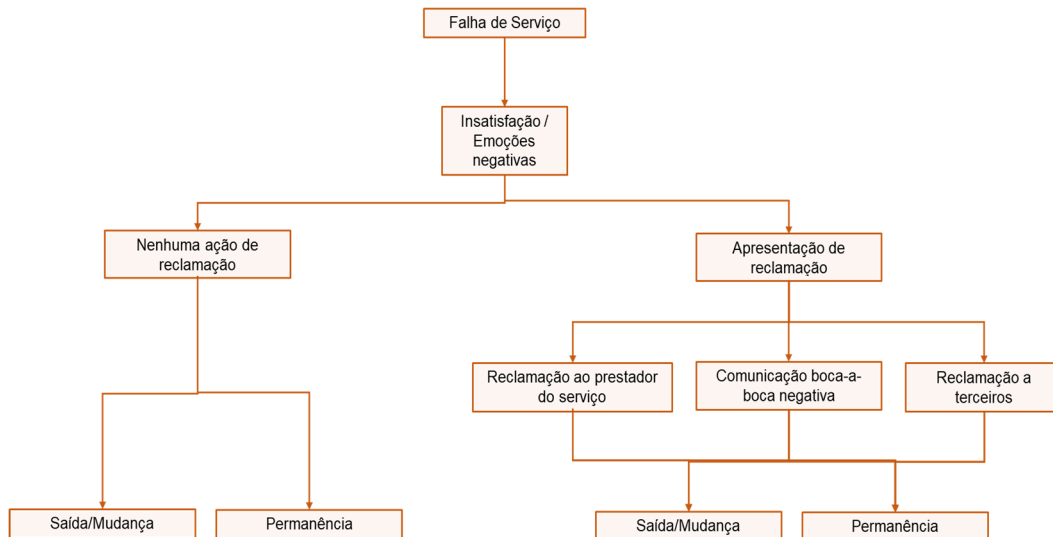 Falha de Serviço
Insatisfação /
Emoções
negativas
Nenhuma ação de
reclamação
Apresentação de
reclamação
Reclamação ao prestador
do serviço
Comunicação boca-a-
boca negativa
Reclamação a
terceiros
Saída/Mudança
Permanência
Saída/Mudança
Permanência